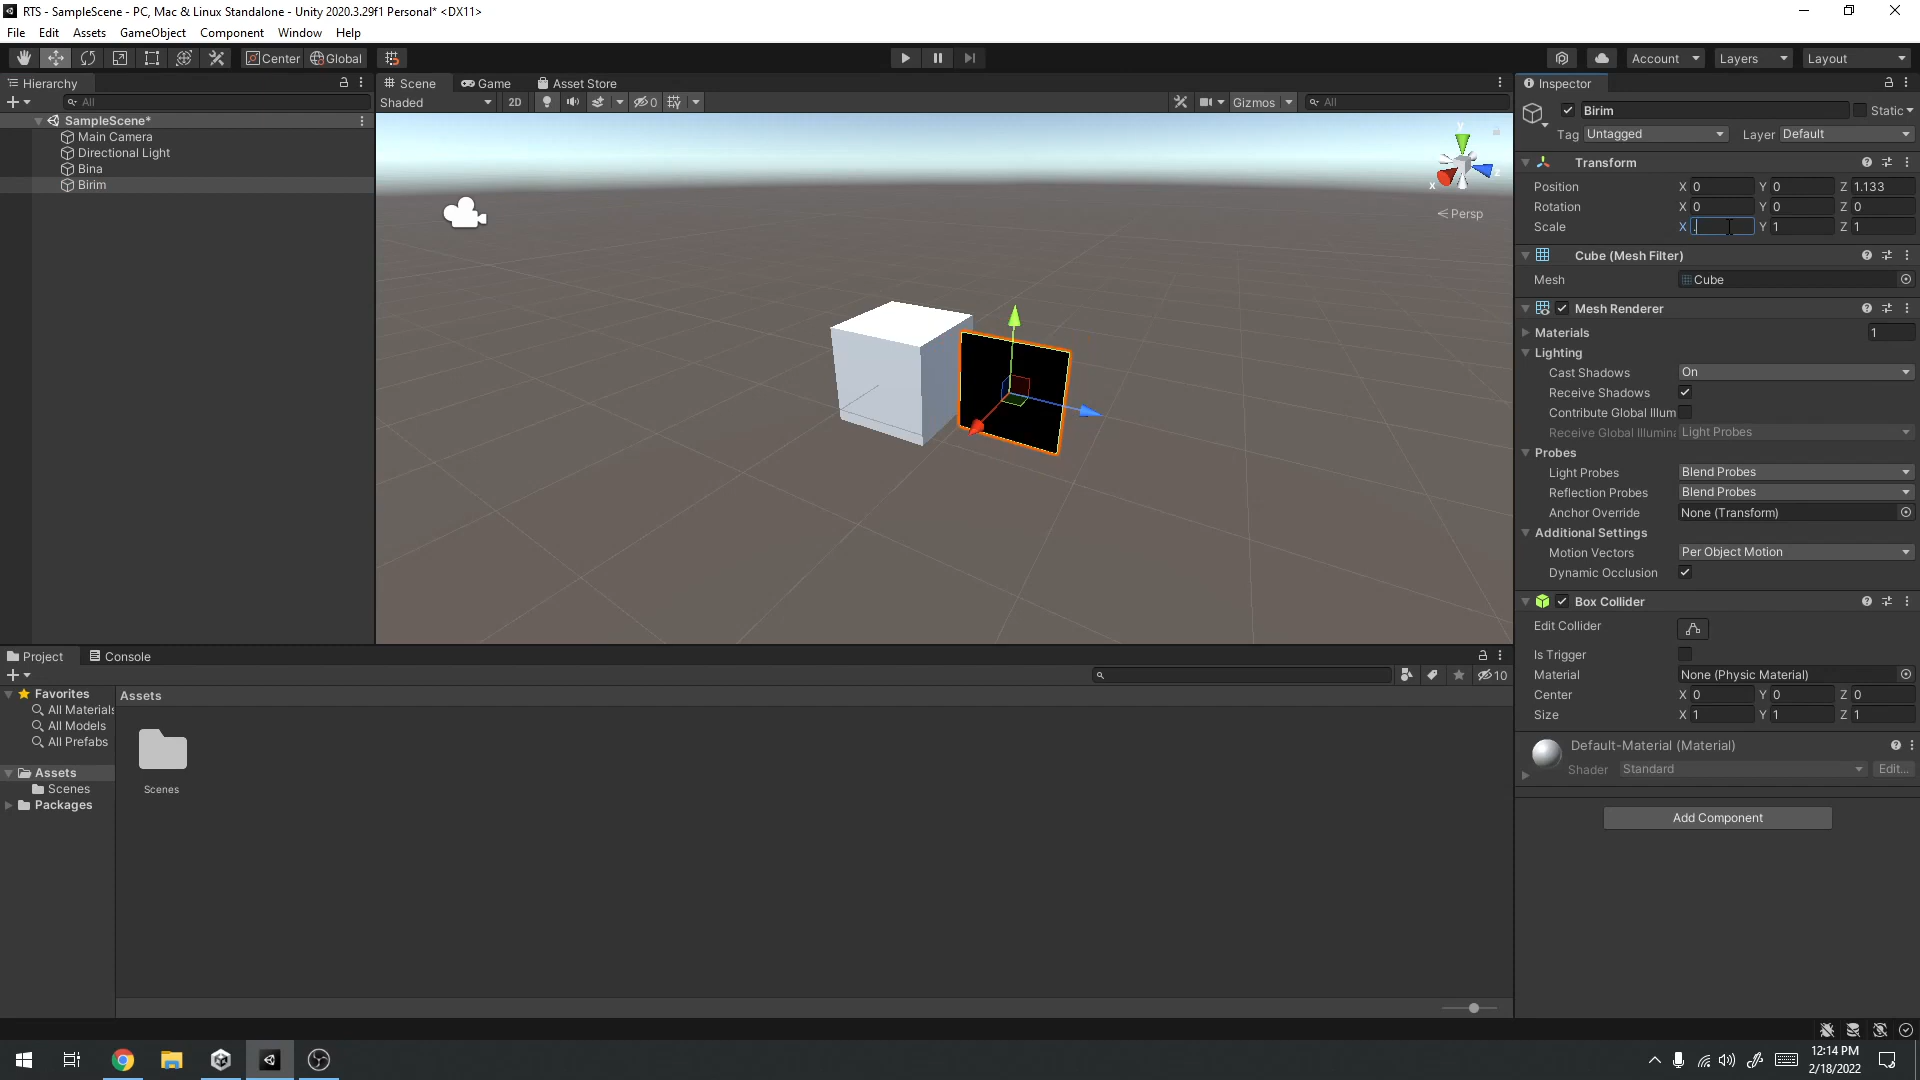 RTS - SampleScene - PC, Mac & Linux Standalone - Unity 2020.3.29f1 Personal* <DX11>
File Edit Assets GameObject Component Window Help
Center Global Account Layers Layout
Hierarchy
All
SampleScene*
Main Camera
Directional Light
Bina
Birim
Scene Game Asset Store
Shaded 2D 0 Gizmos All
y
x z
Persp
Inspector
Birim Static
Tag Untagged Layer Default
Transform
Position X 0 Y 0 Z 1.133
Rotation X 0 Y 0 Z 0
Scale X . Y 1 Z 1
Cube (Mesh Filter)
Mesh Cube
Mesh Renderer
Materials 1
Lighting
Cast Shadows On
Receive Shadows
Contribute Global Illum
Receive Global Illumina Light Probes
Probes
Light Probes Blend Probes
Reflection Probes Blend Probes
Anchor Override None (Transform)
Additional Settings
Motion Vectors Per Object Motion
Dynamic Occlusion
Box Collider
Edit Collider
Is Trigger
Material None (Physic Material)
Center X 0 Y 0 Z 0
Size X 1 Y 1 Z 1
Default-Material (Material)
Shader Standard Edit...
Add Component
Project Console
10
Favorites
All Materials
All Models
All Prefabs
Assets
Scenes
Packages
Assets
Scenes
12:14 PM
2/18/2022